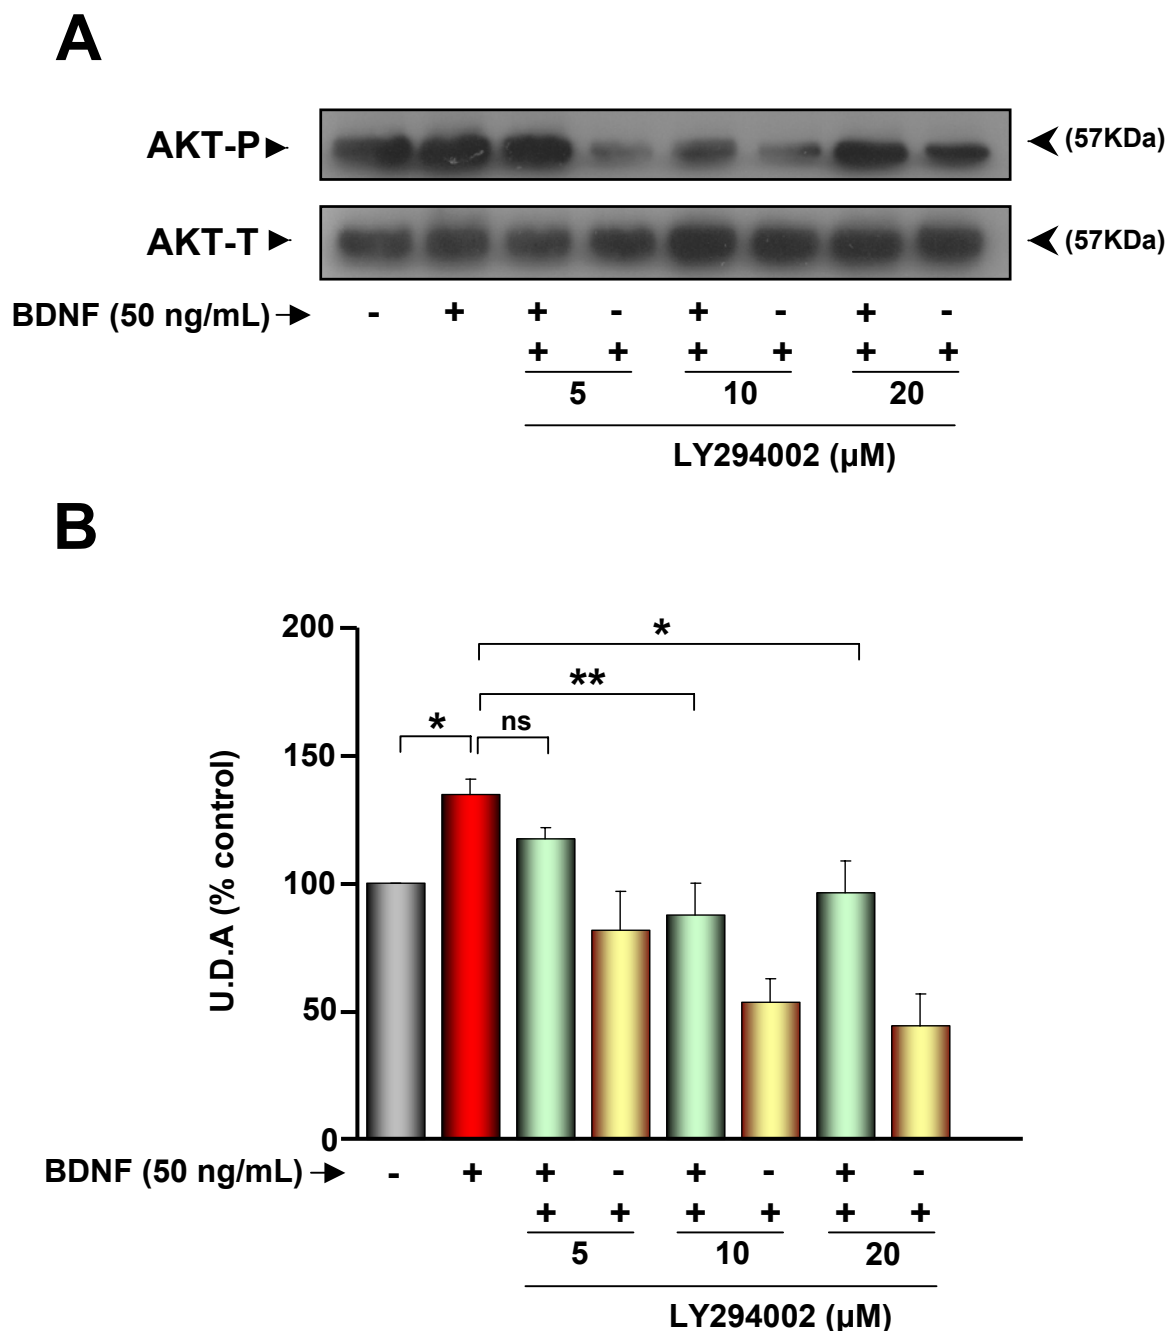 A
AKT-P (57KDa)
AKT-T (57KDa)
BDNF (50 ng/mL) - + + - + - + -
+ + + + + +
5 10 20
LY294002 (µM)
B
200
150
100
50
0
U.D.A (% control)
*
**
* ns
BDNF (50 ng/mL) - + + - + - + -
+ + + + + +
5 10 20
LY294002 (µM)